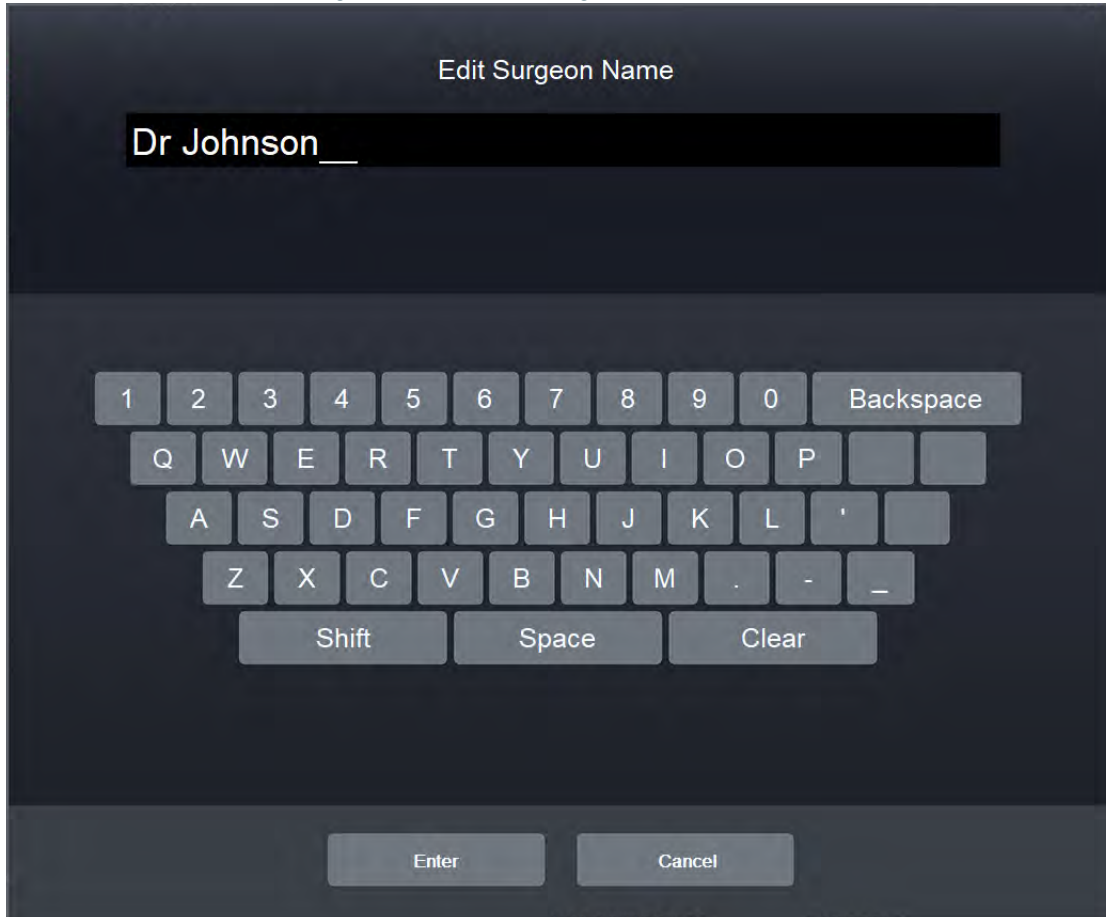 Edit Surgeon Name
Dr Johnson__
1 2 3 4 5 6 7 8 9 0 Backspace
Q W E R T Y U I O P
A S D F G H J K L '
Z X C V B N M . - _
Shift Space Clear
Enter Cancel